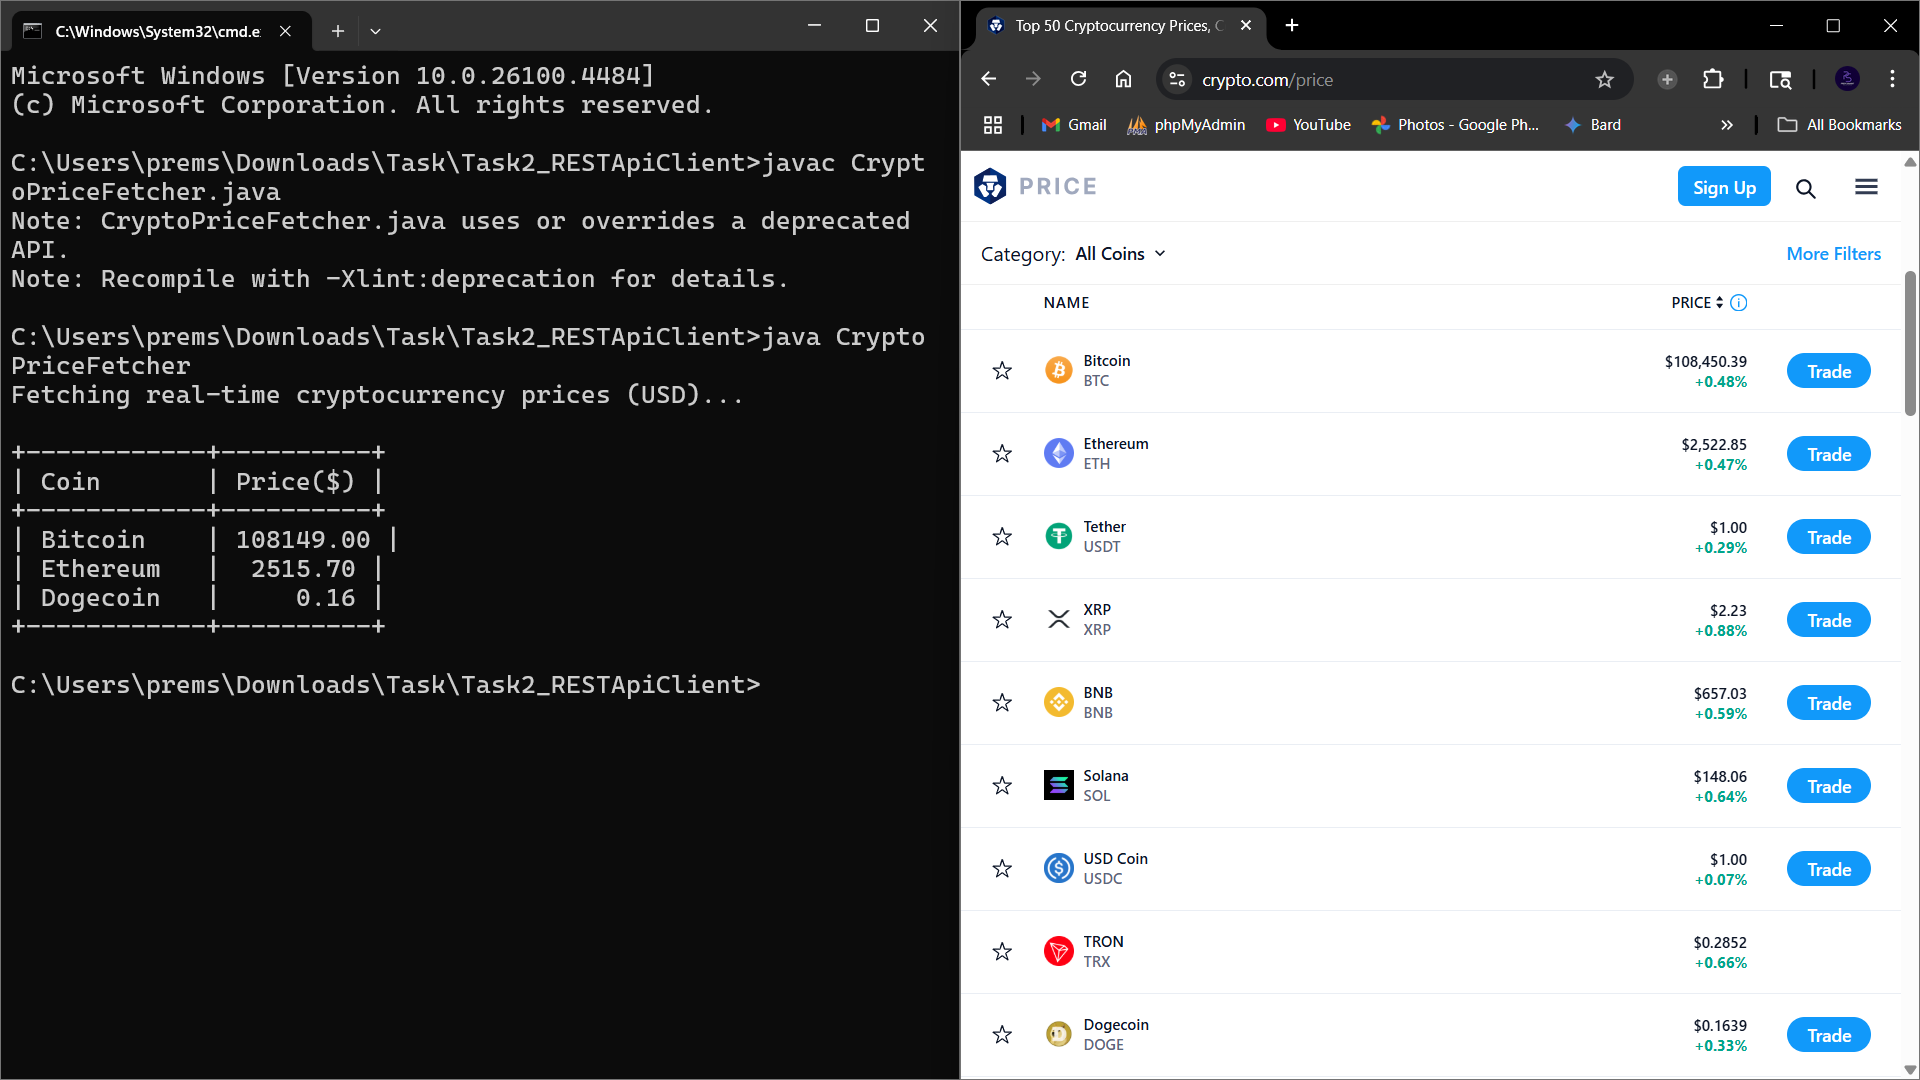 C:\Windows\System32\cmd.e
Microsoft Windows [Version 10.0.26100.4484]
(c) Microsoft Corporation. All rights reserved.
C:\Users\prems\Downloads\Task\Task2_RESTApiClient>javac Crypt
oPriceFetcher.java
Note: CryptoPriceFetcher.java uses or overrides a deprecated
API.
Note: Recompile with -Xlint:deprecation for details.
C:\Users\prems\Downloads\Task\Task2_RESTApiClient>java Crypto
PriceFetcher
Fetching real-time cryptocurrency prices (USD)...
+------------+----------+
| Coin       | Price($) |
+------------+----------+
| Bitcoin    | 108149.00 |
| Ethereum   |  2515.70 |
| Dogecoin   |     0.16 |
+------------+----------+
C:\Users\prems\Downloads\Task\Task2_RESTApiClient>
Top 50 Cryptocurrency Prices, C
crypto.com/price
Gmail phpMyAdmin YouTube Photos - Google Ph... Bard All Bookmarks
PRICE Sign Up
Category: All Coins More Filters
NAME PRICE
Bitcoin $108,450.39
BTC +0.48%
Trade
Ethereum $2,522.85
ETH +0.47%
Trade
Tether $1.00
USDT +0.29%
Trade
XRP $2.23
XRP +0.88%
Trade
BNB $657.03
BNB +0.59%
Trade
Solana $148.06
SOL +0.64%
Trade
USD Coin $1.00
USDC +0.07%
Trade
TRON $0.2852
TRX +0.66%
Dogecoin $0.1639
DOGE +0.33%
Trade